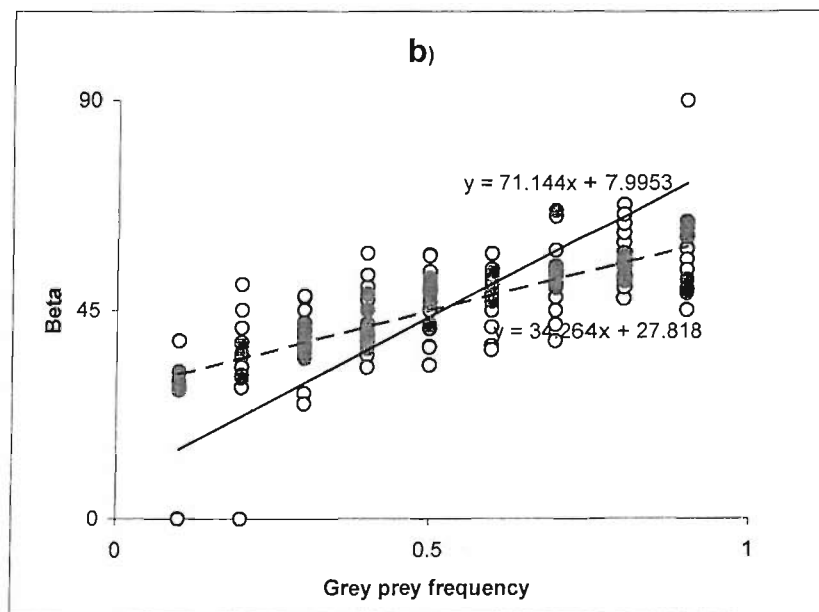 b)
90
y = 71.144x + 7.9953
Beta
45
y = 34.264x + 27.818
0
0
0.5
1
Grey prey frequency